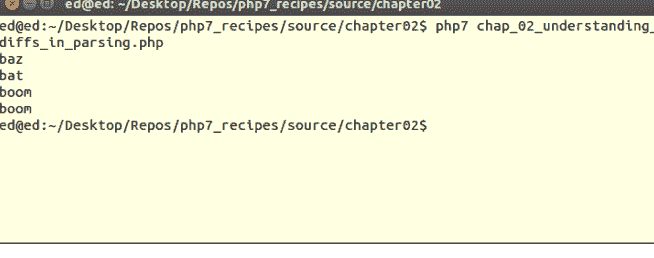 ed@ed: ~/Desktop/Repos/php7_recipes/source/chapter02
ed@ed:~/Desktop/Repos/php7_recipes/source/chapter02$ php7 chap_02_understanding_
diffs_in_parsing.php
baz
bat
boom
boom
ed@ed:~/Desktop/Repos/php7_recipes/source/chapter02$